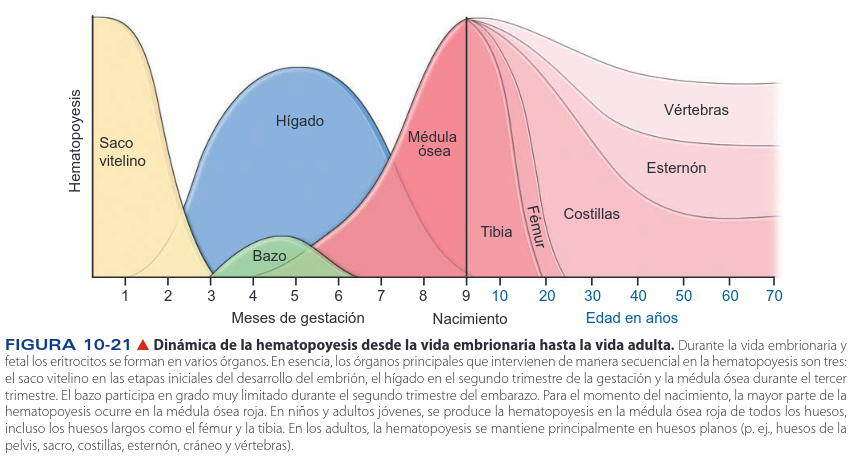 Hematopoyesis
Saco
vitelino
Hígado
Bazo
Médula
ósea
Tibia
Fémur
Costillas
Vértebras
Esternón
1 2 3 4 5 6 7 8 9 10 20 30 40 50 60 70
Meses de gestación Nacimiento Edad en años
FIGURA 10-21 ▲ Dinámica de la hematopoyesis desde la vida embrionaria hasta la vida adulta. Durante la vida embrionaria y
fetal los eritrocitos se forman en varios órganos. En esencia, los órganos principales que intervienen de manera secuencial en la hematopoyesis son tres:
el saco vitelino en las etapas iniciales del desarrollo del embrión, el hígado en el segundo trimestre de la gestación y la médula ósea durante el tercer
trimestre. El bazo participa en grado muy limitado durante el segundo trimestre del embarazo. Para el momento del nacimiento, la mayor parte de la
hematopoyesis ocurre en la médula ósea roja. En niños y adultos jóvenes, se produce la hematopoyesis en la médula ósea roja de todos los huesos,
incluso los huesos largos como el fémur y la tibia. En los adultos, la hematopoyesis se mantiene principalmente en huesos planos (p. ej., huesos de la
pelvis, sacro, costillas, esternón, cráneo y vértebras).